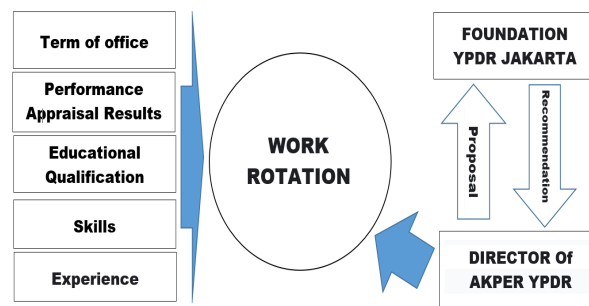 Term of office
Performance
Appraisal Results
Educational
Qualification
Skills
Experience
WORK
ROTATION
FOUNDATION
YPDR JAKARTA
Proposal
Recommendation
DIRECTOR Of
AKPER YPDR